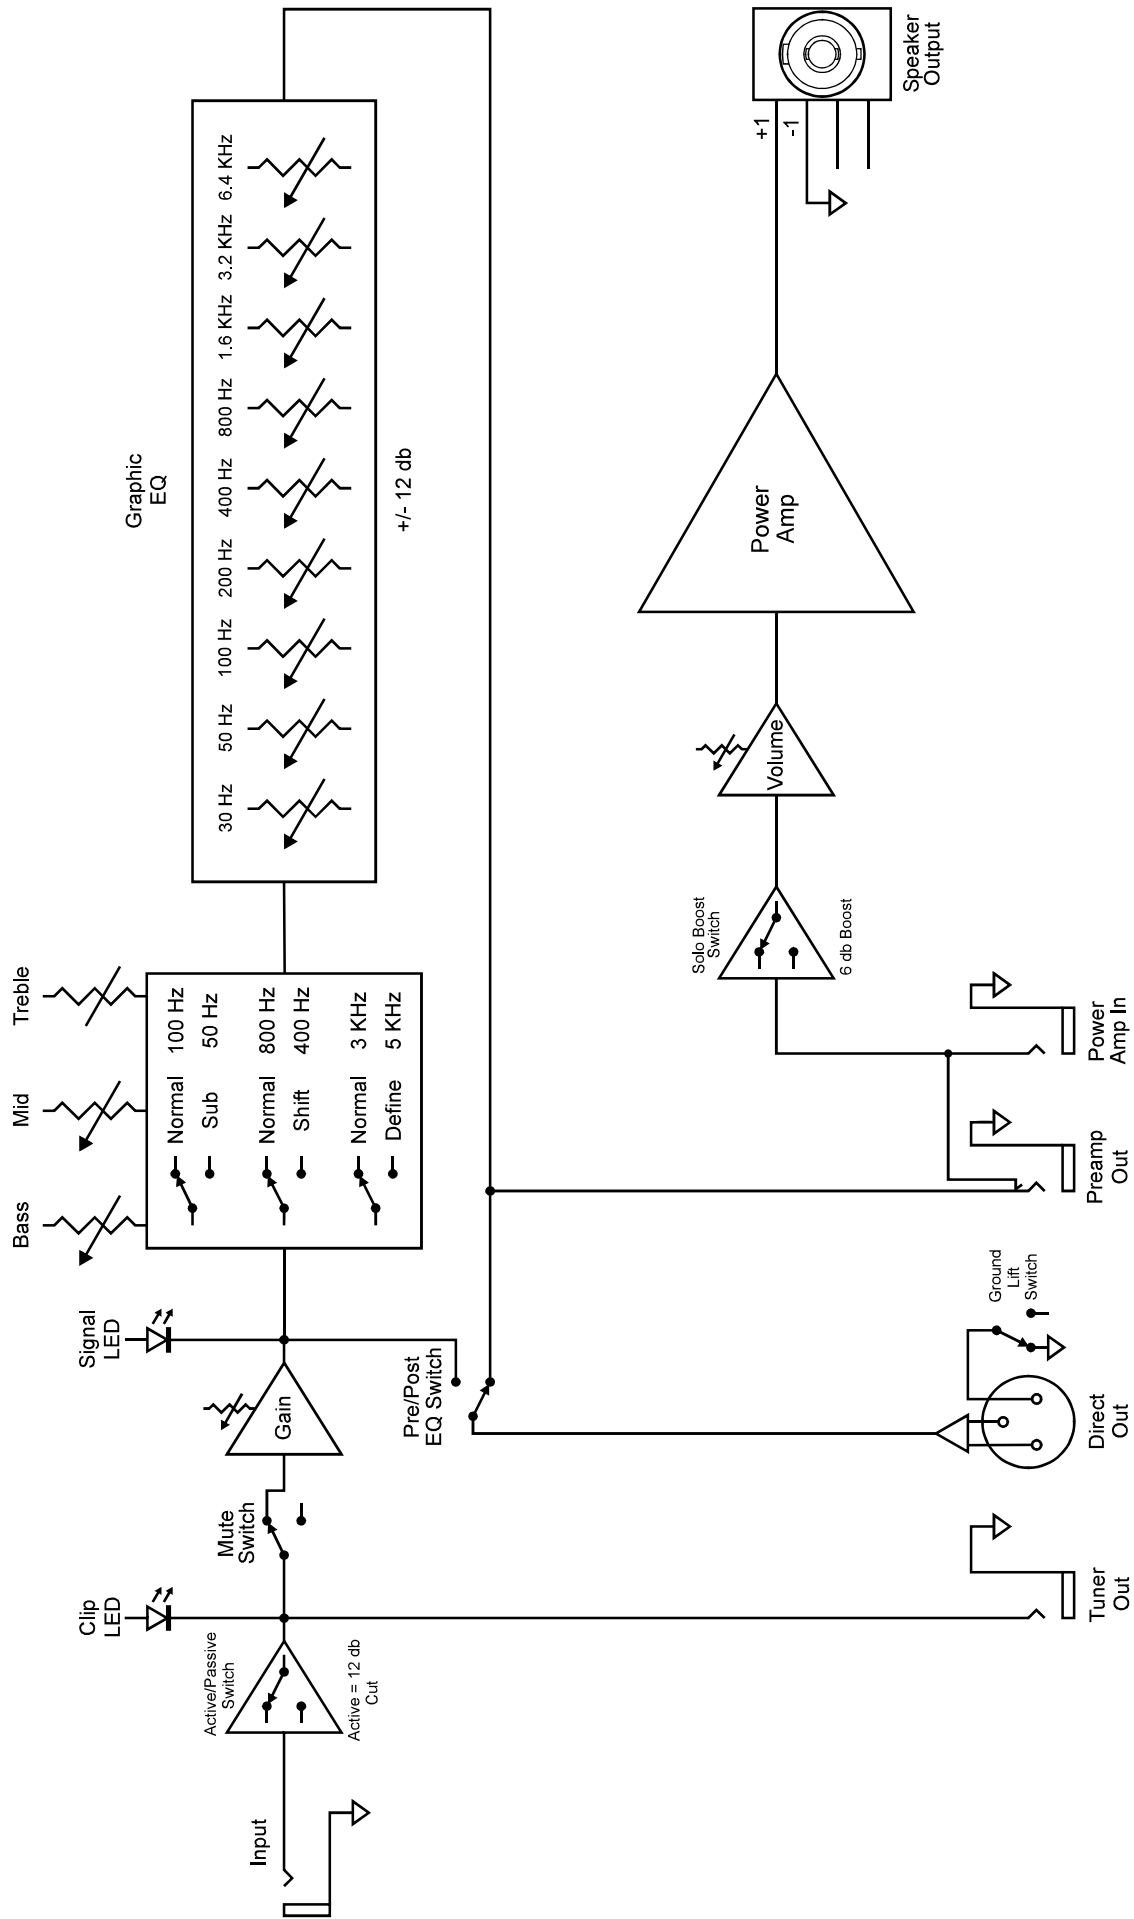 Input
Active/Passive
Switch
Active = 12 db
Cut
Clip
LED
Mute
Switch
Gain
Signal
LED
Bass
Mid
Treble
Normal 100 Hz
Sub 50 Hz
Normal 800 Hz
Shift 400 Hz
Normal 3 KHz
Define 5 KHz
Graphic
EQ
30 Hz
50 Hz
100 Hz
200 Hz
400 Hz
800 Hz
1.6 KHz
3.2 KHz
6.4 KHz
+/- 12 db
Pre/Post
EQ Switch
Solo Boost
Switch
6 db Boost
Volume
Power
Amp
+1
-1
Speaker
Output
Tuner
Out
Direct
Out
Ground
Lift
Switch
Preamp
Out
Power
Amp In